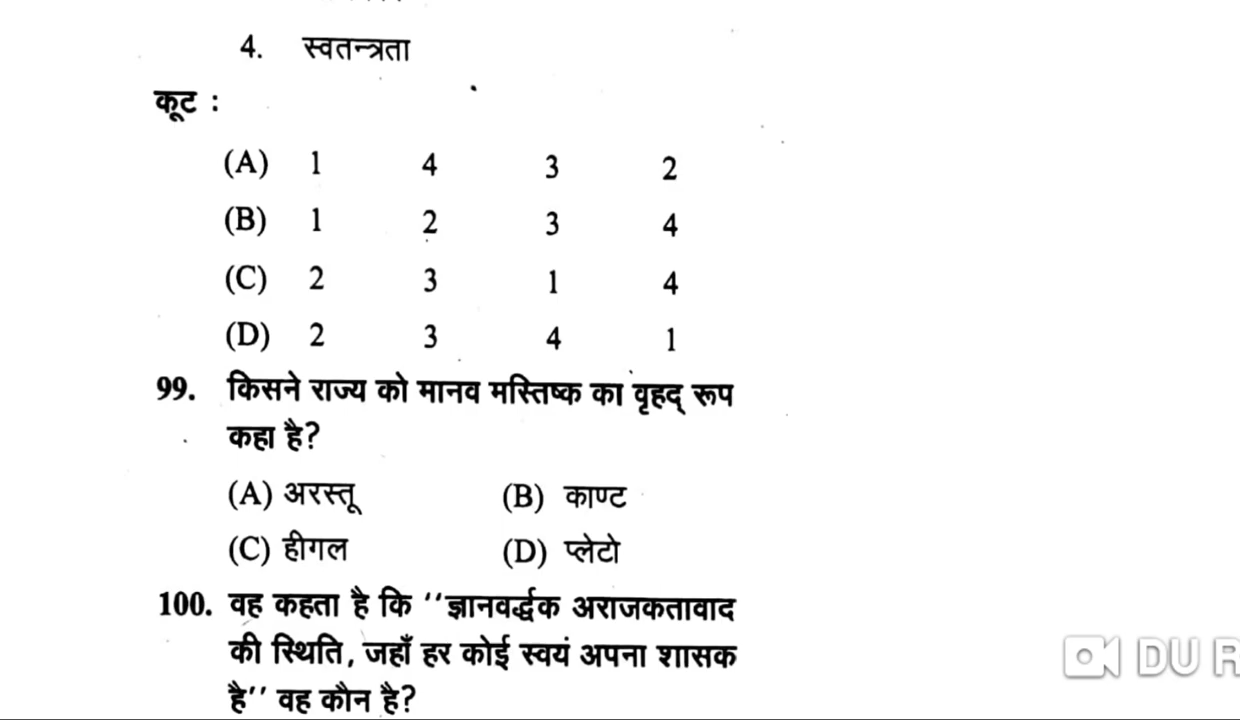 4. स्वतन्त्रता
कूट :
(A) 1 4 3 2
(B) 1 2 3 4
(C) 2 3 1 4
(D) 2 3 4 1
99. किसने राज्य को मानव मस्तिष्क का वृहद् रूप
कहा है?
(A) अरस्तू (B) काण्ट
(C) हीगल (D) प्लेटो
100. वह कहता है कि ‘‘ज्ञानवर्द्धक अराजकतावाद
की स्थिति, जहाँ हर कोई स्वयं अपना शासक
है’’ वह कौन है?
DU R